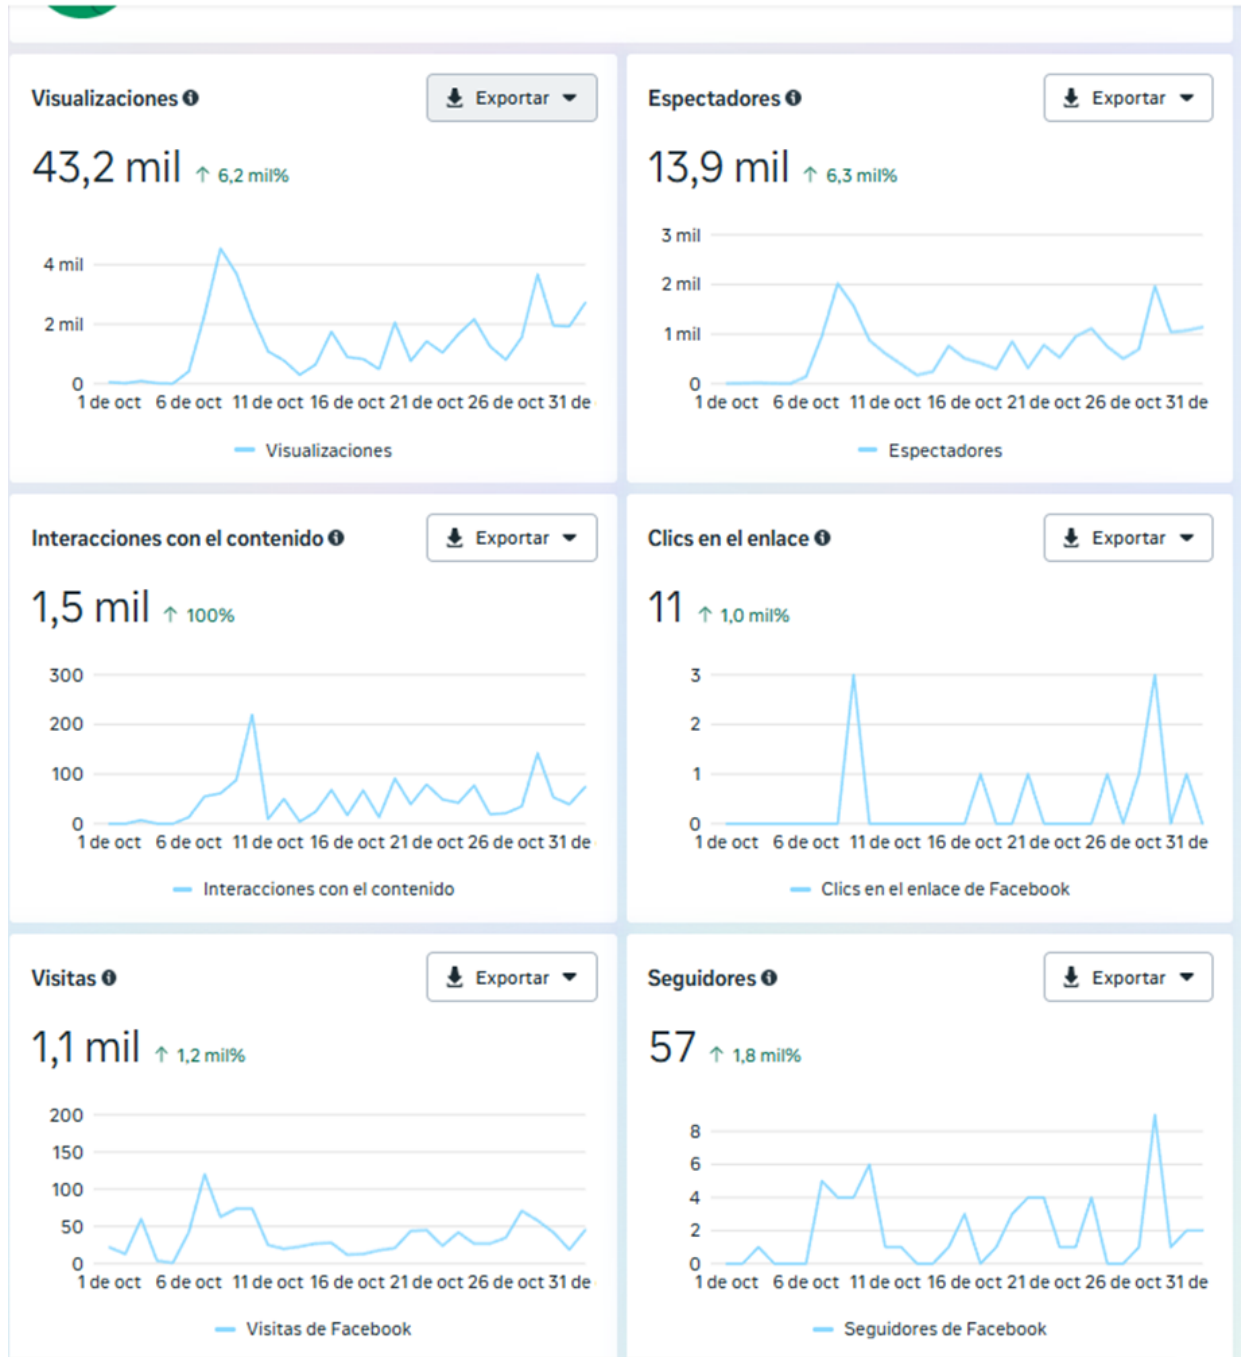 Visualizaciones
Exportar
43,2 mil ↑ 6,2 mil%
4 mil
2 mil
0
1 de oct 6 de oct 11 de oct 16 de oct 21 de oct 26 de oct 31 de
Visualizaciones
Espectadores
Exportar
13,9 mil ↑ 6,3 mil%
3 mil
2 mil
1 mil
0
1 de oct 6 de oct 11 de oct 16 de oct 21 de oct 26 de oct 31 de
Espectadores
Interacciones con el contenido
Exportar
1,5 mil ↑ 100%
300
200
100
0
1 de oct 6 de oct 11 de oct 16 de oct 21 de oct 26 de oct 31 de
Interacciones con el contenido
Clics en el enlace
Exportar
11 ↑ 1,0 mil%
3
2
1
0
1 de oct 6 de oct 11 de oct 16 de oct 21 de oct 26 de oct 31 de
Clics en el enlace de Facebook
Visitas
Exportar
1,1 mil ↑ 1,2 mil%
200
150
100
50
0
1 de oct 6 de oct 11 de oct 16 de oct 21 de oct 26 de oct 31 de
Visitas de Facebook
Seguidores
Exportar
57 ↑ 1,8 mil%
8
6
4
2
0
1 de oct 6 de oct 11 de oct 16 de oct 21 de oct 26 de oct 31 de
Seguidores de Facebook